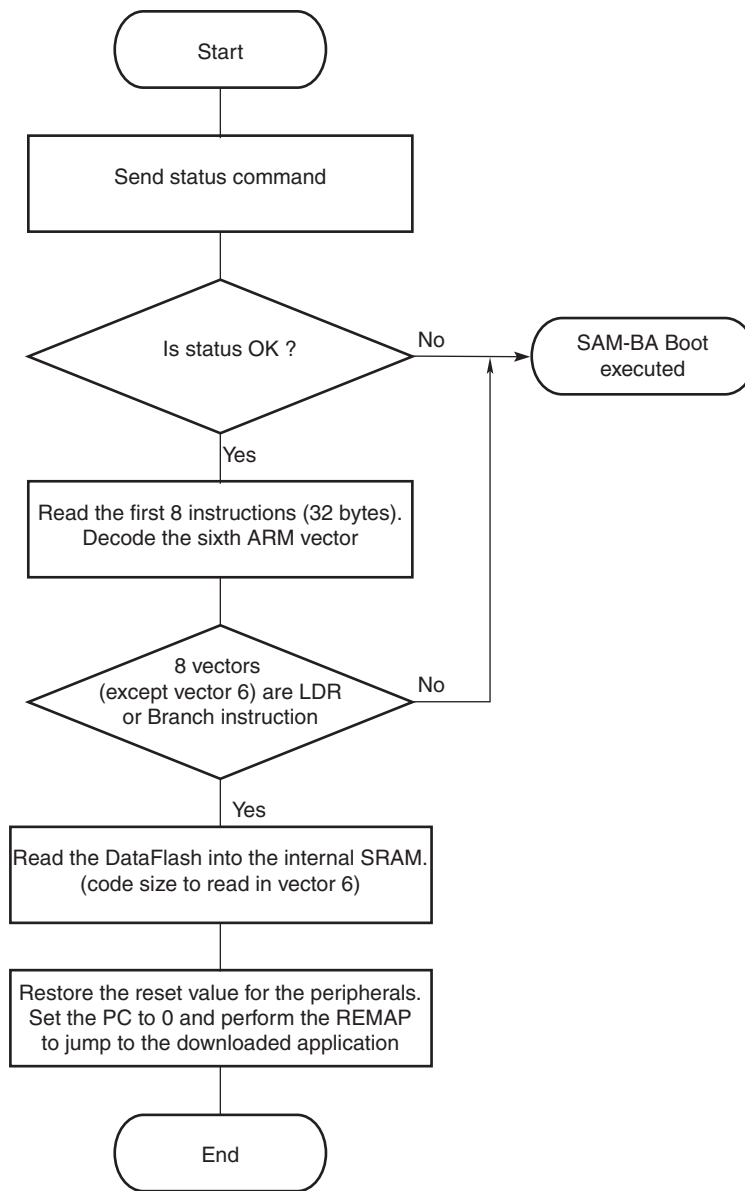 Start
Send status command
Is status OK ?
No
SAM-BA Boot
executed
Yes
Read the first 8 instructions (32 bytes).
Decode the sixth ARM vector
8 vectors
(except vector 6) are LDR
or Branch instruction
No
Yes
Read the DataFlash into the internal SRAM.
(code size to read in vector 6)
Restore the reset value for the peripherals.
Set the PC to 0 and perform the REMAP
to jump to the downloaded application
End